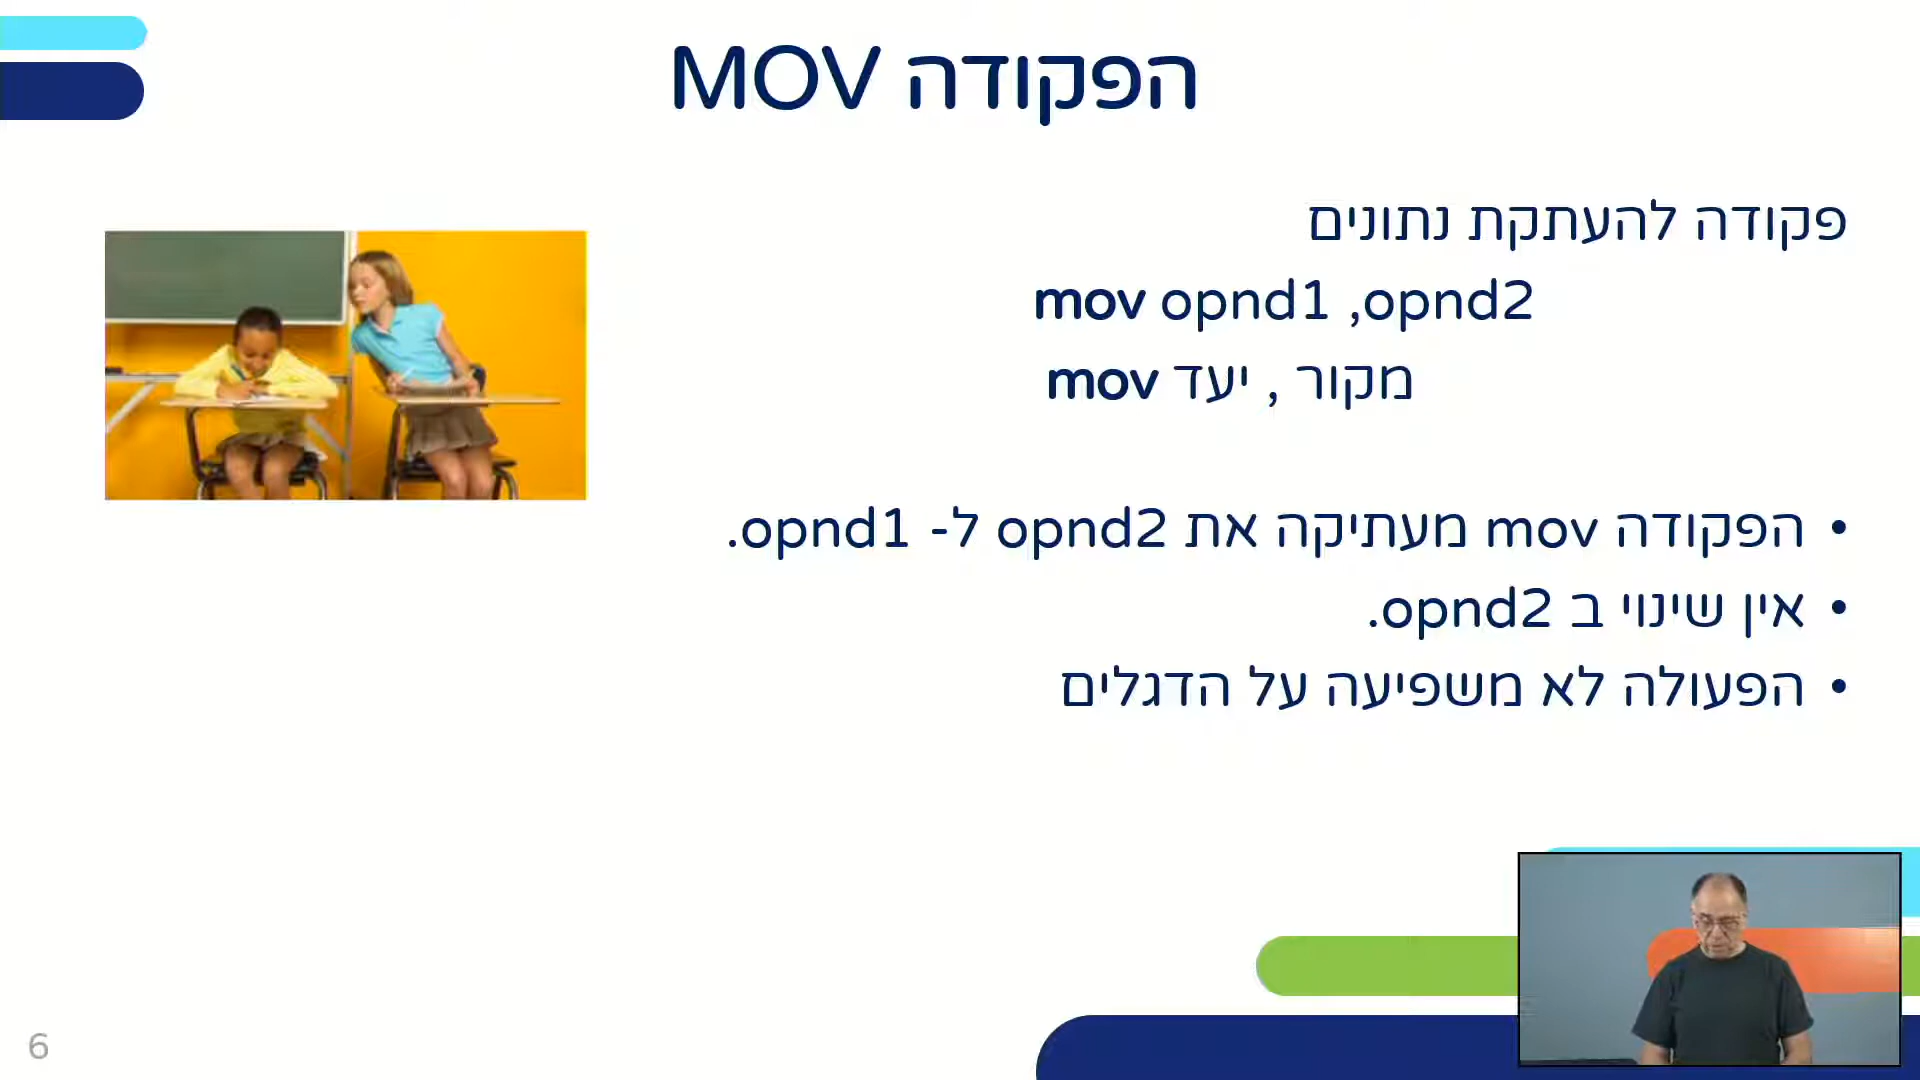 הפקודה MOV
פקודה להעתקת נתונים
mov opnd1 ,opnd2
mov יעד , מקור
• הפקודה mov מעתיקה את opnd2 ל- opnd1.
• אין שינוי ב opnd2.
• הפעולה לא משפיעה על הדגלים
6